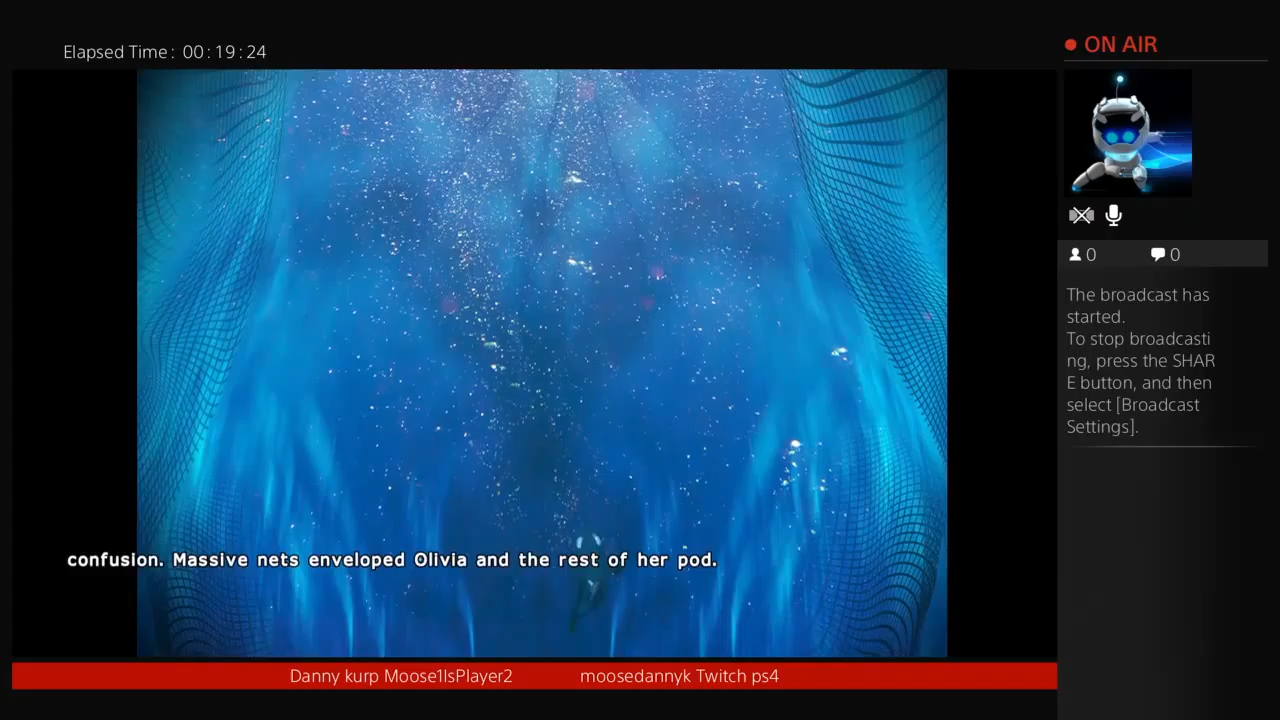 Elapsed Time: 00:19:24
ON AIR
0 0
The broadcast has
started.
To stop broadcasti
ng, press the SHAR
E button, and then
select [Broadcast
Settings].
confusion. Massive nets enveloped Olivia and the rest of her pod.
Danny kurp Moose1IsPlayer2 moosedannyk Twitch ps4